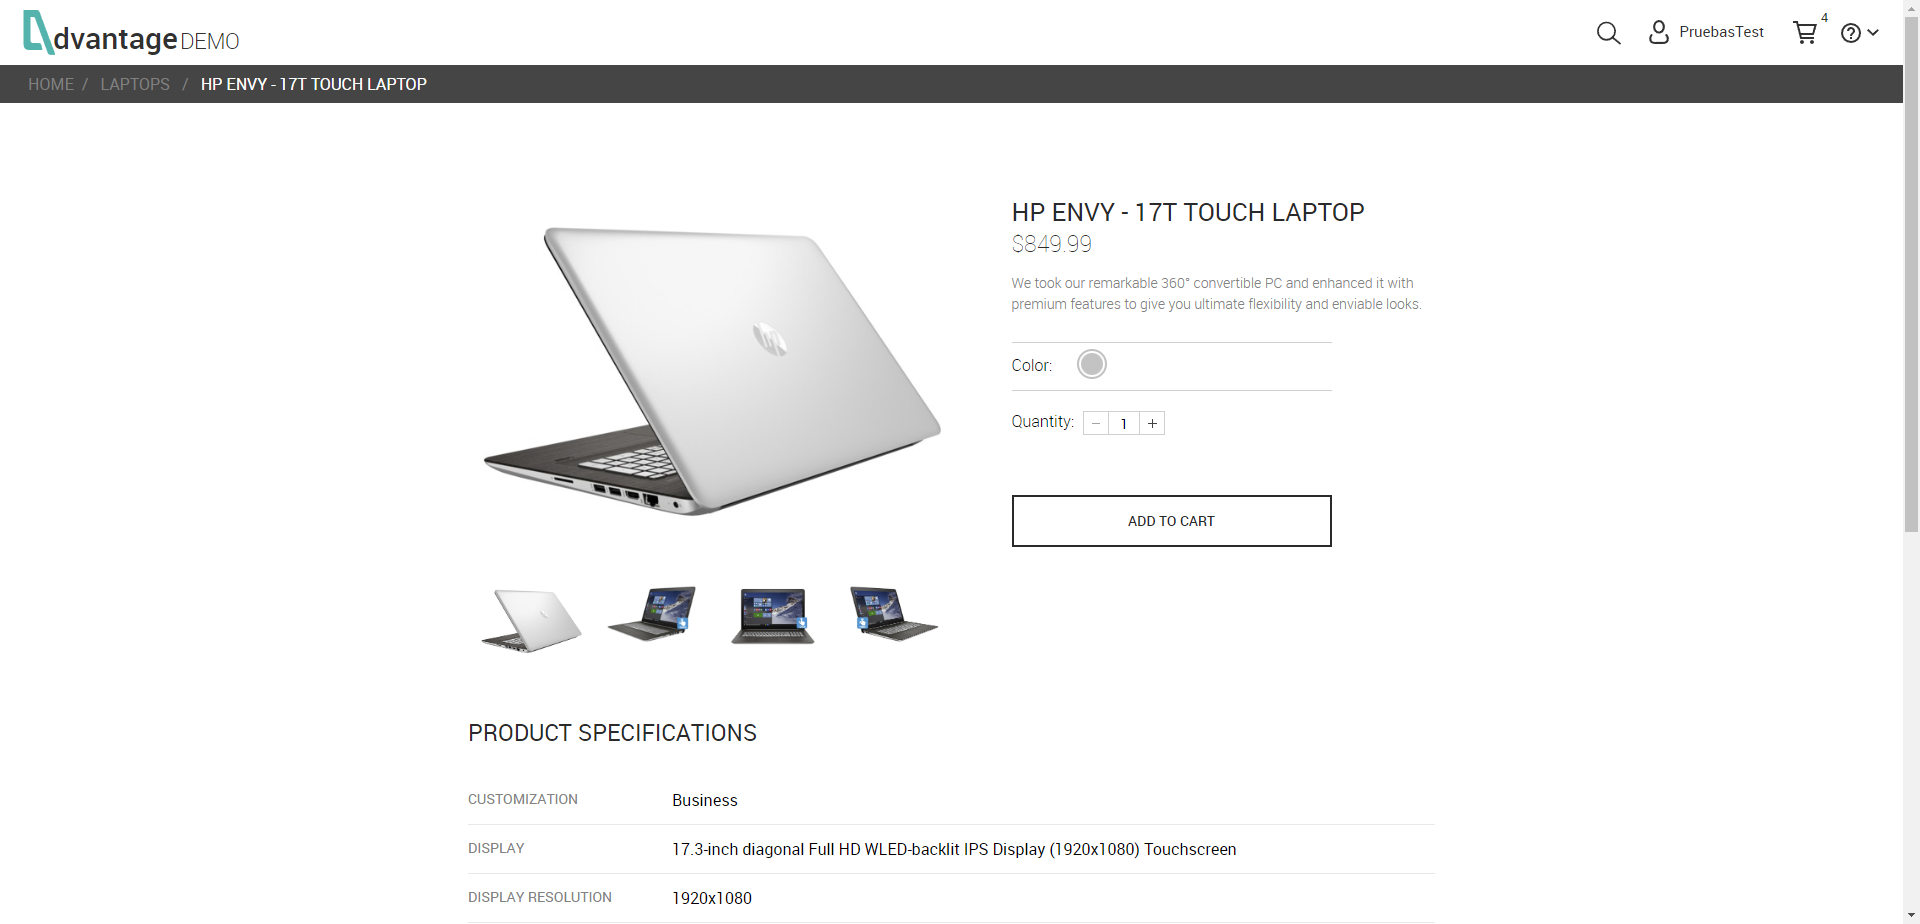 dvantage DEMO
PruebasTest
4
HOME / LAPTOPS / HP ENVY - 17T TOUCH LAPTOP
HP ENVY - 17T TOUCH LAPTOP
$849.99
We took our remarkable 360° convertible PC and enhanced it with
premium features to give you ultimate flexibility and enviable looks.
Color:
Quantity: − 1 +
ADD TO CART
hp
PRODUCT SPECIFICATIONS
CUSTOMIZATION Business
DISPLAY 17.3-inch diagonal Full HD WLED-backlit IPS Display (1920x1080) Touchscreen
DISPLAY RESOLUTION 1920x1080